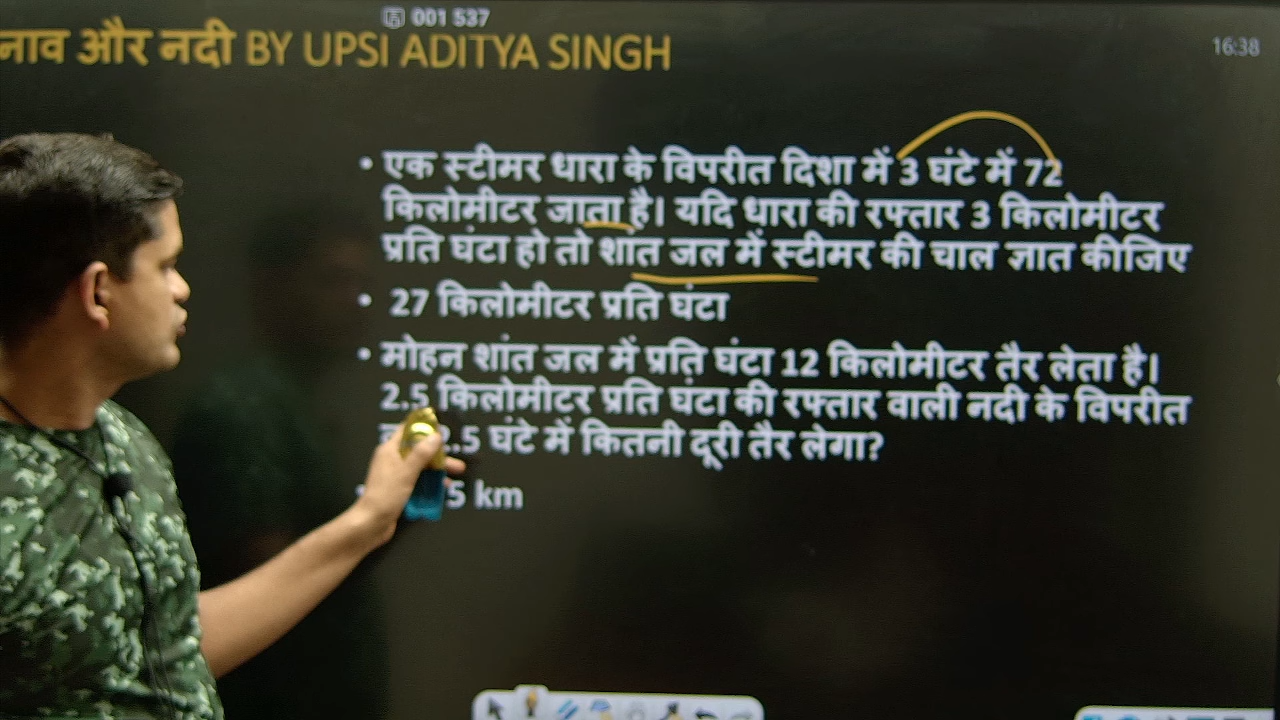 001 537
नाव और नदी BY UPSI ADITYA SINGH
16:38
• एक स्टीमर धारा के विपरीत दिशा में 3 घंटे में 72
किलोमीटर जाता है। यदि धारा की रफ्तार 3 किलोमीटर
प्रति घंटा हो तो शांत जल में स्टीमर की चाल ज्ञात कीजिए
• 27 किलोमीटर प्रति घंटा
• मोहन शांत जल में प्रति घंटा 12 किलोमीटर तैर लेता है।
2.5 किलोमीटर प्रति घंटा की रफ्तार वाली नदी के विपरीत
.5 घंटे में कितनी दूरी तैर लेगा?
5 km